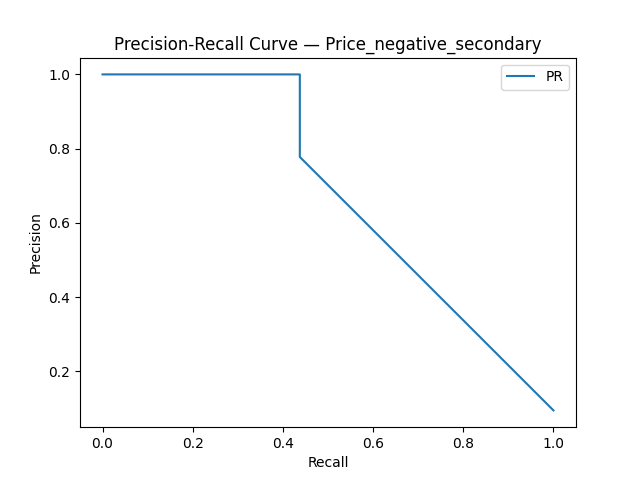 Precision-Recall Curve — Price_negative_secondary
PR
1.0
0.8
0.6
0.4
0.2
Precision
0.0 0.2 0.4 0.6 0.8 1.0
Recall